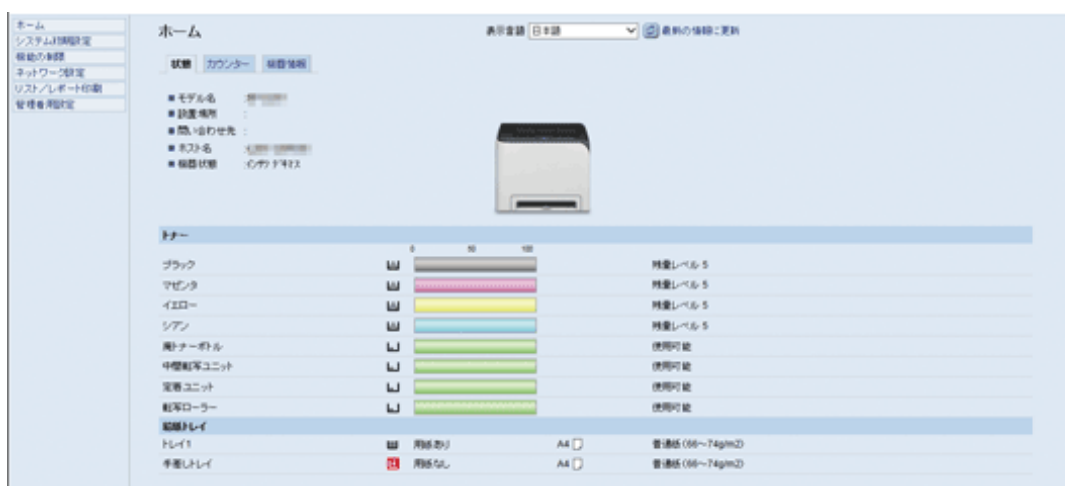 ホーム
システム初期設定
機能の制限
ネットワーク設定
リスト／レポート印刷
管理者用設定
ホーム
表示言語 日本語 最新の情報に更新
状態 カウンター 機器情報
■モデル名 :
■設置場所 :
■問い合わせ先 :
■ホスト名 :
■機器状態 :インサツ デキマス
トナー
0 50 100
ブラック 残量レベル 5
マゼンタ 残量レベル 5
イエロー 残量レベル 5
シアン 残量レベル 5
廃トナーボトル 使用可能
中間転写ユニット 使用可能
定着ユニット 使用可能
転写ローラー 使用可能
給紙トレイ
トレイ1 用紙あり A4 普通紙(66～74g/m2)
手差しトレイ 用紙なし A4 普通紙(66～74g/m2)